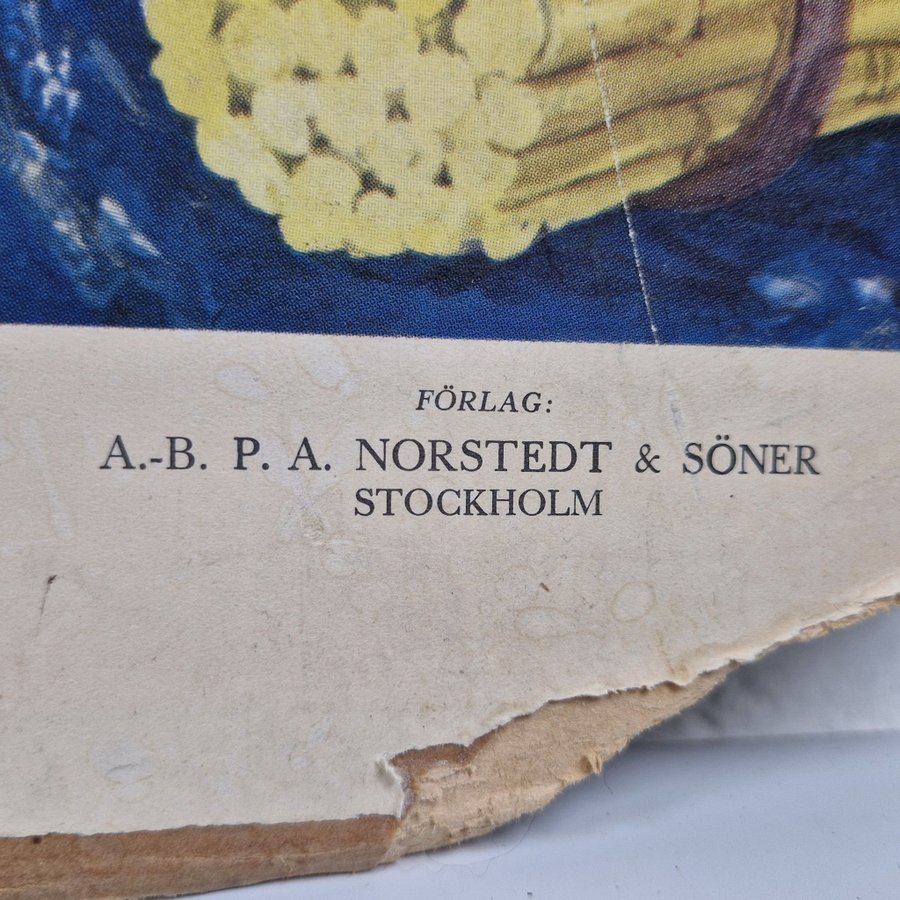 FÖRLAG:
A.-B. P. A. NORSTEDT & SÖNER
STOCKHOLM